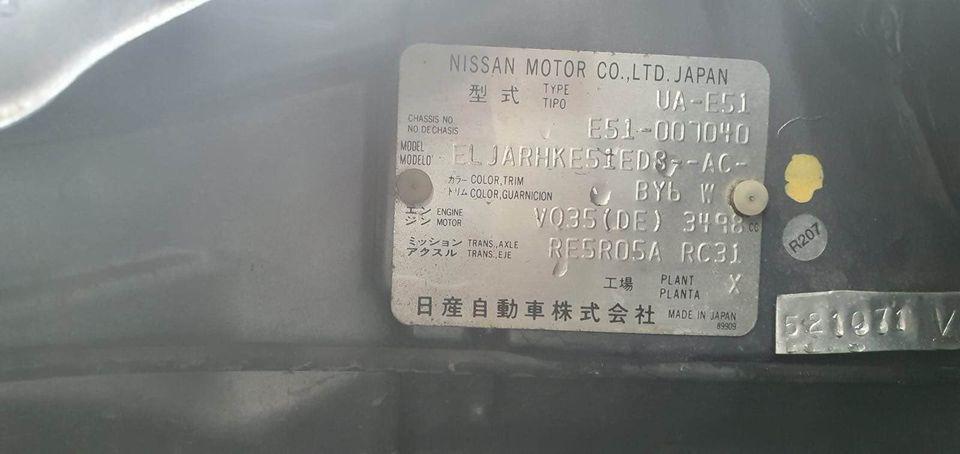 NISSAN MOTOR CO.,LTD. JAPAN
型式 TYPE TIPO UA-E51
CHASSIS NO. NO.DECHASIS E51-007040
MODEL MODELO ELJARHKE51ED8--AC-
カラー COLOR,TRIM トリム COLOR,GUARNICION BY6 W
エンジン ENGINE MOTOR VQ35(DE) 3498 CC
ミッション TRANS.,AXLE アクスル TRANS.,EJE RE5R05A RC31
工場 PLANT PLANTA X
日産自動車株式会社 MADE IN JAPAN
89909
R207
521071 V